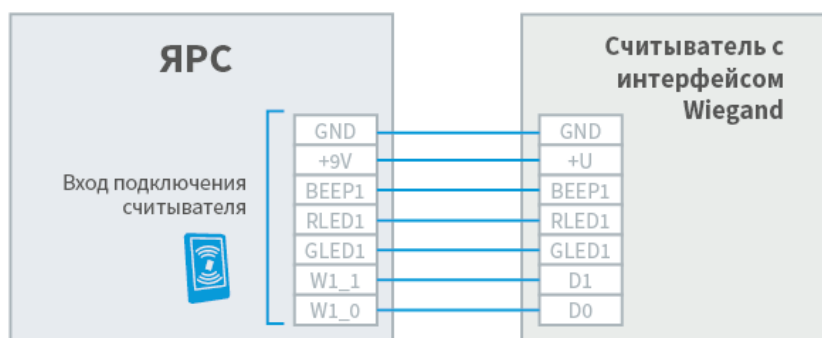 ЯРС
Считыватель с
интерфейсом
Wiegand
Вход подключения
считывателя
GND
+9V
BEEP1
RLED1
GLED1
W1_1
W1_0
GND
+U
BEEP1
RLED1
GLED1
D1
D0